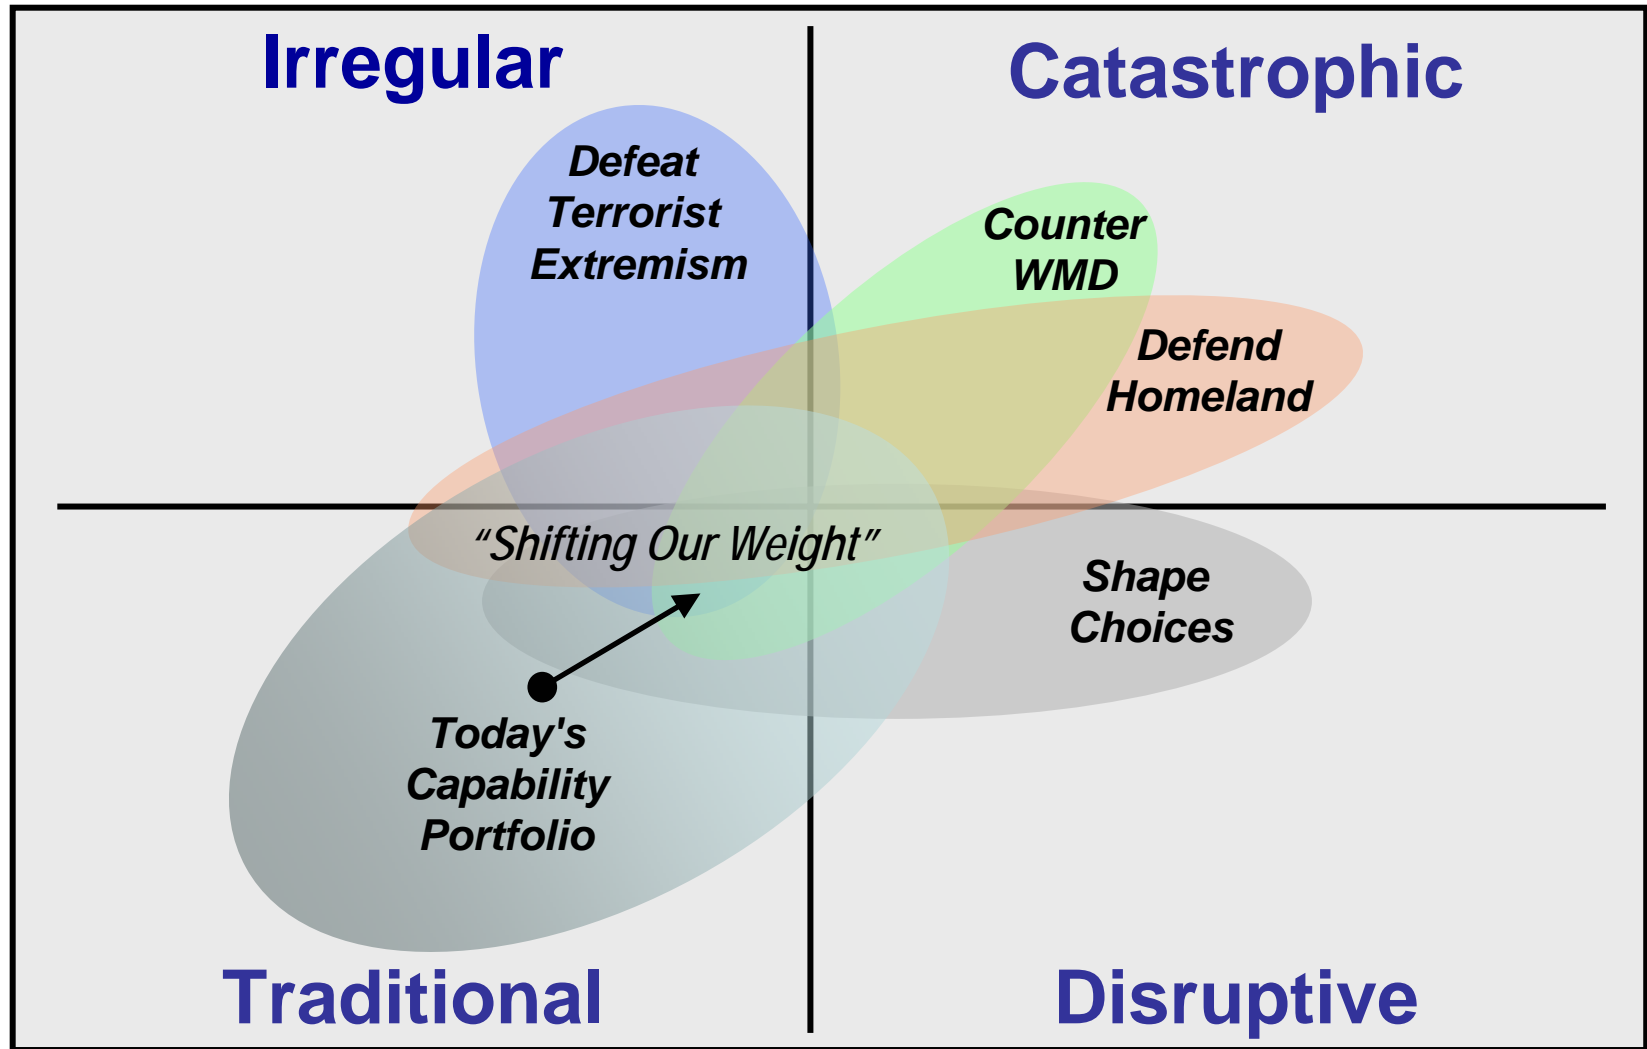 Irregular
Catastrophic
Defeat
Terrorist
Extremism
Counter
WMD
Defend
Homeland
“Shifting Our Weight”
Shape
Choices
Today's
Capability
Portfolio
Traditional
Disruptive